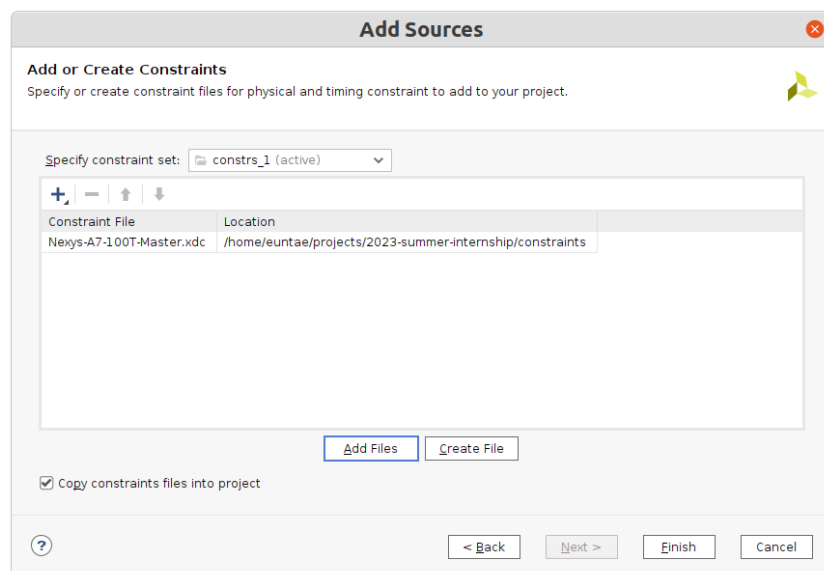 Add Sources
Add or Create Constraints
Specify or create constraint files for physical and timing constraint to add to your project.
Specify constraint set: constrs_1 (active)
Constraint File Location
Nexys-A7-100T-Master.xdc /home/euntae/projects/2023-summer-internship/constraints
Add Files Create File
Copy constraints files into project
? < Back Next > Finish Cancel